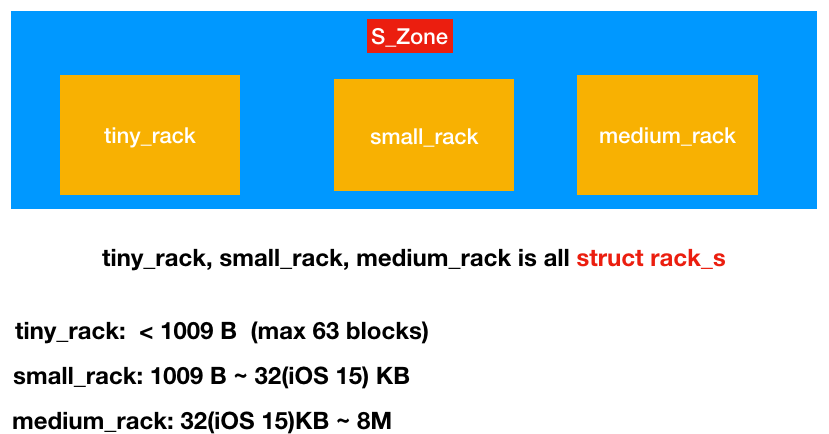 S_Zone
tiny_rack
small_rack
medium_rack
tiny_rack, small_rack, medium_rack is all struct rack_s
tiny_rack:  < 1009 B  (max 63 blocks)
small_rack: 1009 B ~ 32(iOS 15) KB
medium_rack: 32(iOS 15)KB ~ 8M